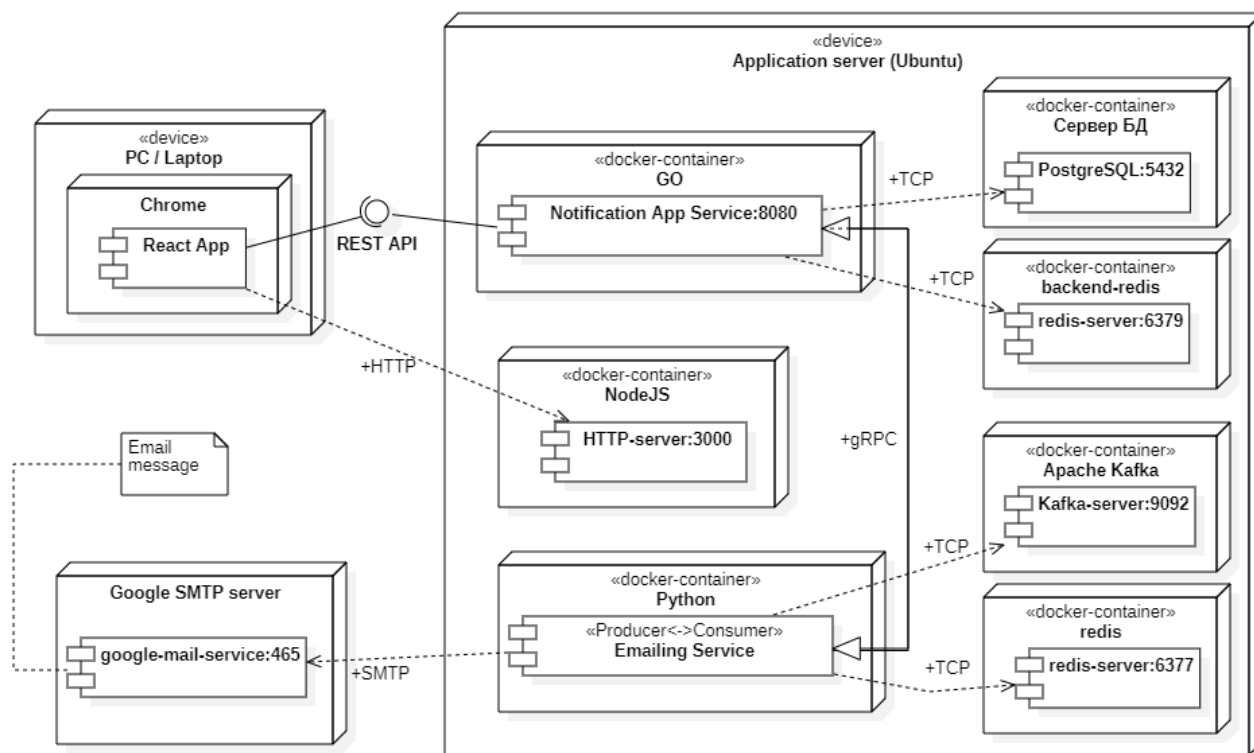 «device»
Application server (Ubuntu)
«device»
PC / Laptop
Chrome
React App
REST API
«docker-container»
GO
Notification App Service:8080
+TCP
«docker-container»
Сервер БД
PostgreSQL:5432
+TCP
«docker-container»
backend-redis
redis-server:6379
+HTTP
«docker-container»
NodeJS
HTTP-server:3000
+gRPC
Email
message
«docker-container»
Apache Kafka
Kafka-server:9092
+TCP
Google SMTP server
google-mail-service:465
+SMTP
«docker-container»
Python
«Producer<->Consumer»
Emailing Service
+TCP
«docker-container»
redis
redis-server:6377